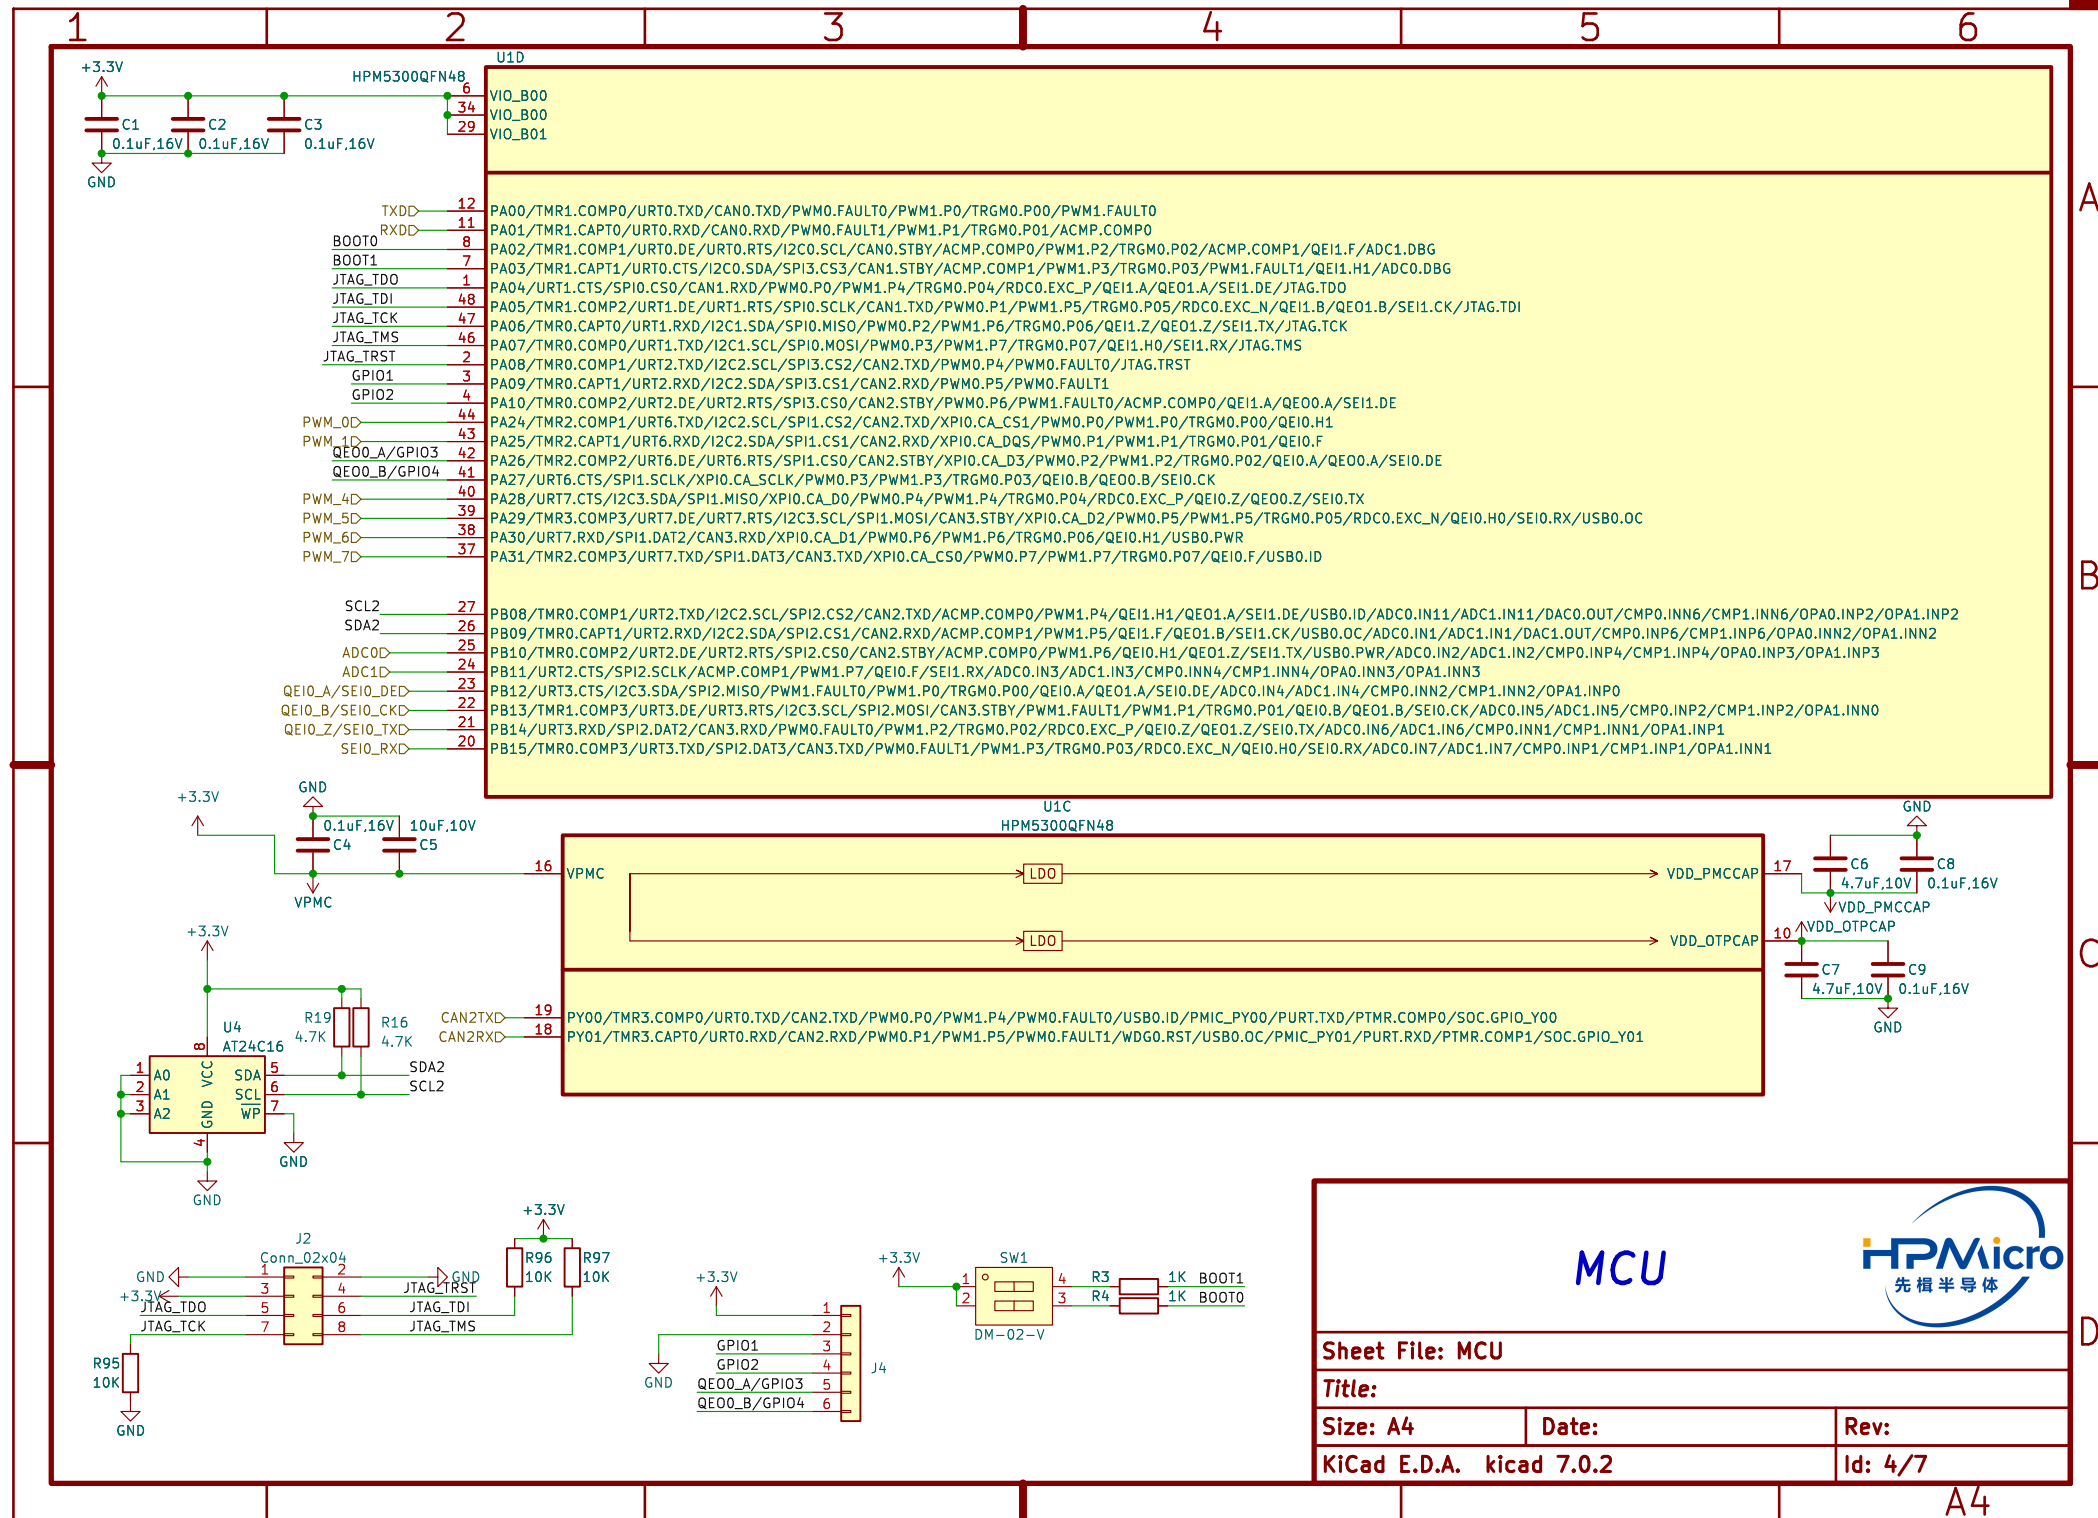 1 2 3 4 5 6
U1D
HPM5300QFN48
+3.3V
C1
0.1uF,16V
C2
0.1uF,16V
C3
0.1uF,16V
GND
6 VIO_B00
34 VIO_B00
29 VIO_B01
A
TXD 12 PA00/TMR1.COMP0/URT0.TXD/CAN0.TXD/PWM0.FAULT0/PWM1.P0/TRGM0.P00/PWM1.FAULT0
RXD 11 PA01/TMR1.CAPT0/URT0.RXD/CAN0.RXD/PWM0.FAULT1/PWM1.P1/TRGM0.P01/ACMP.COMP0
BOOT0 8 PA02/TMR1.COMP1/URT0.DE/URT0.RTS/I2C0.SCL/CAN0.STBY/ACMP.COMP0/PWM1.P2/TRGM0.P02/ACMP.COMP1/QEI1.F/ADC1.DBG
BOOT1 7 PA03/TMR1.CAPT1/URT0.CTS/I2C0.SDA/SPI3.CS3/CAN1.STBY/ACMP.COMP1/PWM1.P3/TRGM0.P03/PWM1.FAULT1/QEI1.H1/ADC0.DBG
JTAG_TDO 1 PA04/URT1.CTS/SPI0.CS0/CAN1.RXD/PWM0.P0/PWM1.P4/TRGM0.P04/RDC0.EXC_P/QEI1.A/QEO1.A/SEI1.DE/JTAG.TDO
JTAG_TDI 48 PA05/TMR1.COMP2/URT1.DE/URT1.RTS/SPI0.SCLK/CAN1.TXD/PWM0.P1/PWM1.P5/TRGM0.P05/RDC0.EXC_N/QEI1.B/QEO1.B/SEI1.CK/JTAG.TDI
JTAG_TCK 47 PA06/TMR0.CAPT0/URT1.RXD/I2C1.SDA/SPI0.MISO/PWM0.P2/PWM1.P6/TRGM0.P06/QEI1.Z/QEO1.Z/SEI1.TX/JTAG.TCK
JTAG_TMS 46 PA07/TMR0.COMP0/URT1.TXD/I2C1.SCL/SPI0.MOSI/PWM0.P3/PWM1.P7/TRGM0.P07/QEI1.H0/SEI1.RX/JTAG.TMS
JTAG_TRST 2 PA08/TMR0.COMP1/URT2.TXD/I2C2.SCL/SPI3.CS2/CAN2.TXD/PWM0.P4/PWM0.FAULT0/JTAG.TRST
GPIO1 3 PA09/TMR0.CAPT1/URT2.RXD/I2C2.SDA/SPI3.CS1/CAN2.RXD/PWM0.P5/PWM0.FAULT1
GPIO2 4 PA10/TMR0.COMP2/URT2.DE/URT2.RTS/SPI3.CS0/CAN2.STBY/PWM0.P6/PWM1.FAULT0/ACMP.COMP0/QEI1.A/QEO0.A/SEI1.DE
PWM_0 44 PA24/TMR2.COMP1/URT6.TXD/I2C2.SCL/SPI1.CS2/CAN2.TXD/XPI0.CA_CS1/PWM0.P0/PWM1.P0/TRGM0.P00/QEI0.H1
PWM_1 43 PA25/TMR2.CAPT1/URT6.RXD/I2C2.SDA/SPI1.CS1/CAN2.RXD/XPI0.CA_DQS/PWM0.P1/PWM1.P1/TRGM0.P01/QEI0.F
QEO0_A/GPIO3 42 PA26/TMR2.COMP2/URT6.DE/URT6.RTS/SPI1.CS0/CAN2.STBY/XPI0.CA_D3/PWM0.P2/PWM1.P2/TRGM0.P02/QEI0.A/QEO0.A/SEI0.DE
QEO0_B/GPIO4 41 PA27/URT6.CTS/SPI1.SCLK/XPI0.CA_SCLK/PWM0.P3/PWM1.P3/TRGM0.P03/QEI0.B/QEO0.B/SEI0.CK
PWM_4 40 PA28/URT7.CTS/I2C3.SDA/SPI1.MISO/XPI0.CA_D0/PWM0.P4/PWM1.P4/TRGM0.P04/RDC0.EXC_P/QEI0.Z/QEO0.Z/SEI0.TX
PWM_5 39 PA29/TMR3.COMP3/URT7.DE/URT7.RTS/I2C3.SCL/SPI1.MOSI/CAN3.STBY/XPI0.CA_D2/PWM0.P5/PWM1.P5/TRGM0.P05/RDC0.EXC_N/QEI0.H0/SEI0.RX/USB0.OC
PWM_6 38 PA30/URT7.RXD/SPI1.DAT2/CAN3.RXD/XPI0.CA_D1/PWM0.P6/PWM1.P6/TRGM0.P06/QEI0.H1/USB0.PWR
PWM_7 37 PA31/TMR2.COMP3/URT7.TXD/SPI1.DAT3/CAN3.TXD/XPI0.CA_CS0/PWM0.P7/PWM1.P7/TRGM0.P07/QEI0.F/USB0.ID
B
SCL2 27 PB08/TMR0.COMP1/URT2.TXD/I2C2.SCL/SPI2.CS2/CAN2.TXD/ACMP.COMP0/PWM1.P4/QEI1.H1/QEO1.A/SEI1.DE/USB0.ID/ADC0.IN11/ADC1.IN11/DAC0.OUT/CMP0.INN6/CMP1.INN6/OPA0.INP2/OPA1.INP2
SDA2 26 PB09/TMR0.CAPT1/URT2.RXD/I2C2.SDA/SPI2.CS1/CAN2.RXD/ACMP.COMP1/PWM1.P5/QEI1.F/QEO1.B/SEI1.CK/USB0.OC/ADC0.IN1/ADC1.IN1/DAC1.OUT/CMP0.INP6/CMP1.INP6/OPA0.INN2/OPA1.INN2
ADC0 25 PB10/TMR0.COMP2/URT2.DE/URT2.RTS/SPI2.CS0/CAN2.STBY/ACMP.COMP0/PWM1.P6/QEI0.H1/QEO1.Z/SEI1.TX/USB0.PWR/ADC0.IN2/ADC1.IN2/CMP0.INP4/CMP1.INP4/OPA0.INP3/OPA1.INP3
ADC1 24 PB11/URT2.CTS/SPI2.SCLK/ACMP.COMP1/PWM1.P7/QEI0.F/SEI1.RX/ADC0.IN3/ADC1.IN3/CMP0.INN4/CMP1.INN4/OPA0.INN3/OPA1.INN3
QEI0_A/SEI0_DE 23 PB12/URT3.CTS/I2C3.SDA/SPI2.MISO/PWM1.FAULT0/PWM1.P0/TRGM0.P00/QEI0.A/QEO1.A/SEI0.DE/ADC0.IN4/ADC1.IN4/CMP0.INN2/CMP1.INN2/OPA1.INP0
QEI0_B/SEI0_CK 22 PB13/TMR1.COMP3/URT3.DE/URT3.RTS/I2C3.SCL/SPI2.MOSI/CAN3.STBY/PWM1.FAULT1/PWM1.P1/TRGM0.P01/QEI0.B/QEO1.B/SEI0.CK/ADC0.IN5/ADC1.IN5/CMP0.INP2/CMP1.INP2/OPA1.INN0
QEI0_Z/SEI0_TX 21 PB14/URT3.RXD/SPI2.DAT2/CAN3.RXD/PWM0.FAULT0/PWM1.P2/TRGM0.P02/RDC0.EXC_P/QEI0.Z/QEO1.Z/SEI0.TX/ADC0.IN6/ADC1.IN6/CMP0.INN1/CMP1.INN1/OPA1.INP1
SEI0_RX 20 PB15/TMR0.COMP3/URT3.TXD/SPI2.DAT3/CAN3.TXD/PWM0.FAULT1/PWM1.P3/TRGM0.P03/RDC0.EXC_N/QEI0.H0/SEI0.RX/ADC0.IN7/ADC1.IN7/CMP0.INP1/CMP1.INP1/OPA1.INN1
U1C
HPM5300QFN48
+3.3V
GND
0.1uF,16V
C4
10uF,10V
C5
VPMC
16 VPMC LDO VDD_PMCCAP 17
LDO VDD_OTPCAP 10
GND
C6
4.7uF,10V
C8
0.1uF,16V
VDD_PMCCAP
VDD_OTPCAP
C7
4.7uF,10V
C9
0.1uF,16V
GND
C
CAN2TX 19 PY00/TMR3.COMP0/URT0.TXD/CAN2.TXD/PWM0.P0/PWM1.P4/PWM0.FAULT0/USB0.ID/PMIC_PY00/PURT.TXD/PTMR.COMP0/SOC.GPIO_Y00
CAN2RX 18 PY01/TMR3.CAPT0/URT0.RXD/CAN2.RXD/PWM0.P1/PWM1.P5/PWM0.FAULT1/WDG0.RST/USB0.OC/PMIC_PY01/PURT.RXD/PTMR.COMP1/SOC.GPIO_Y01
+3.3V
R19
4.7K
R16
4.7K
U4
AT24C16
8 VCC
1 A0 SDA 5 SDA2
2 A1 SCL 6 SCL2
3 A2 WP 7
GND 4
GND
GND
J2
Conn_02x04
GND 1 2 GND
+3.3V 3 4 JTAG_TRST
JTAG_TDO 5 6 JTAG_TDI
JTAG_TCK 7 8 JTAG_TMS
R95
10K
GND
+3.3V
R96
10K
R97
10K
+3.3V
1
2
GPIO1 3
GPIO2 4
QEO0_A/GPIO3 5
QEO0_B/GPIO4 6
J4
GND
+3.3V
SW1
1 4 R3 1K BOOT1
2 3 R4 1K BOOT0
DM-02-V
MCU
HPMicro
先楫半导体
D
Sheet File: MCU
Title:
Size: A4 Date: Rev:
KiCad E.D.A. kicad 7.0.2 Id: 4/7
A4